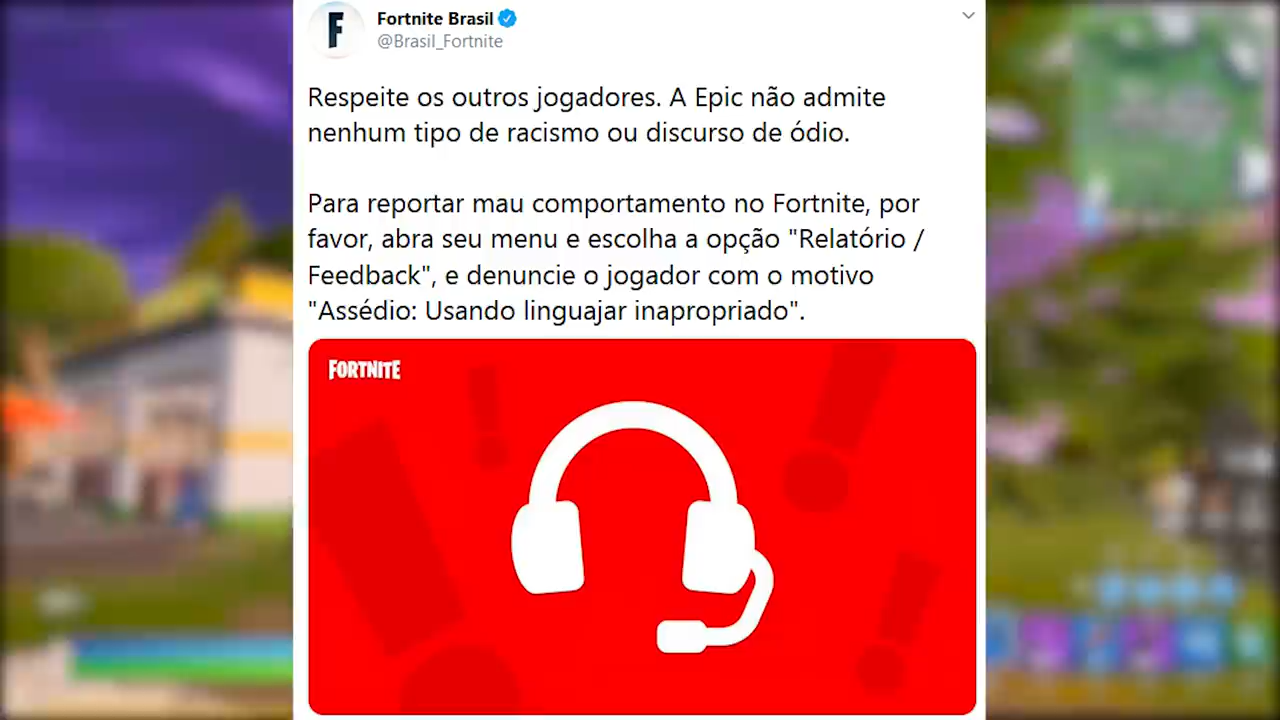 Fortnite Brasil
@Brasil_Fortnite
Respeite os outros jogadores. A Epic não admite
nenhum tipo de racismo ou discurso de ódio.
Para reportar mau comportamento no Fortnite, por
favor, abra seu menu e escolha a opção "Relatório /
Feedback", e denuncie o jogador com o motivo
"Assédio: Usando linguajar inapropriado".
FORTNITE